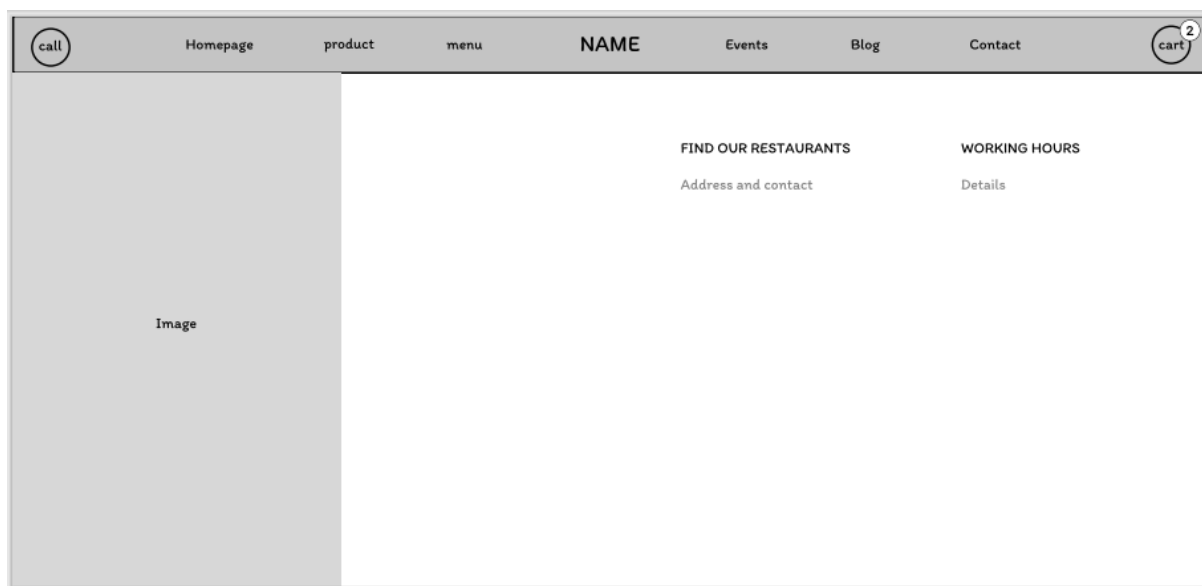 call Homepage product menu NAME Events Blog Contact cart 2
FIND OUR RESTAURANTS WORKING HOURS
Address and contact Details
Image